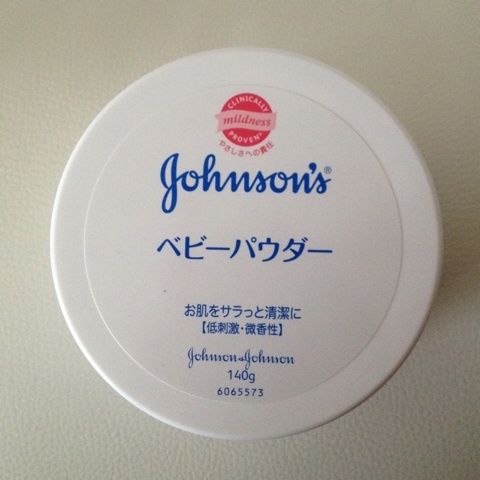 CLINICALLY
mildness
PROVEN®
やさしさへの責任
Johnson's®
ベビーパウダー
お肌をサラっと清潔に
【低刺激・微香性】
Johnson & Johnson
140g
6065573